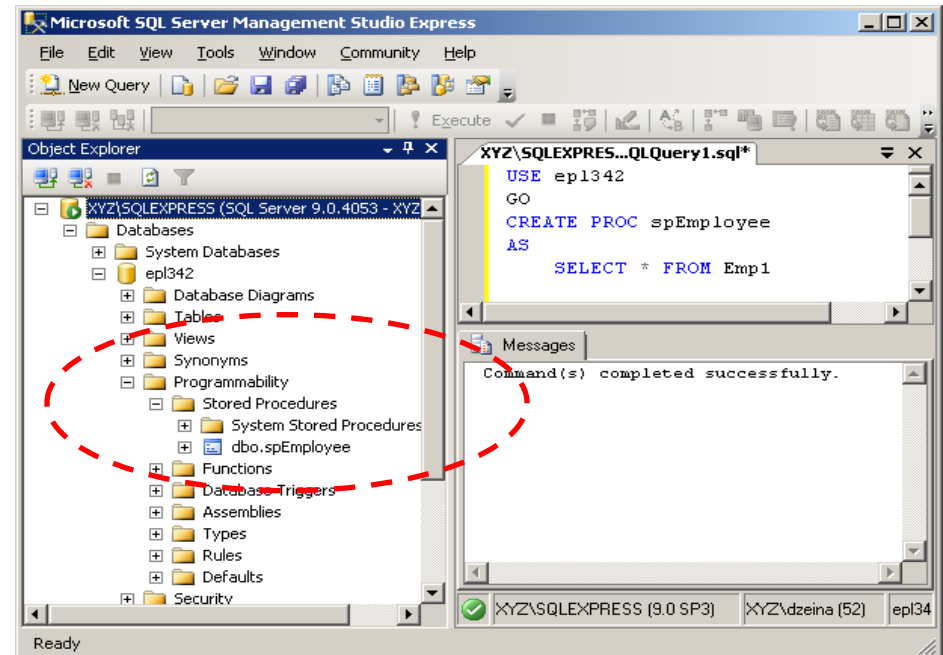 Microsoft SQL Server Management Studio Express
File Edit View Tools Window Community Help
New Query
Execute
Object Explorer
XYZ\SQLEXPRESS (SQL Server 9.0.4053 - XYZ
Databases
System Databases
epl342
Database Diagrams
Tables
Views
Synonyms
Programmability
Stored Procedures
System Stored Procedures
dbo.spEmployee
Functions
Database Triggers
Assemblies
Types
Rules
Defaults
Security
XYZ\SQLEXPRES...QLQuery1.sql*
USE epl342
GO
CREATE PROC spEmployee
AS
SELECT * FROM Emp1
Messages
Command(s) completed successfully.
XYZ\SQLEXPRESS (9.0 SP3) XYZ\dzeina (52) epl34
Ready